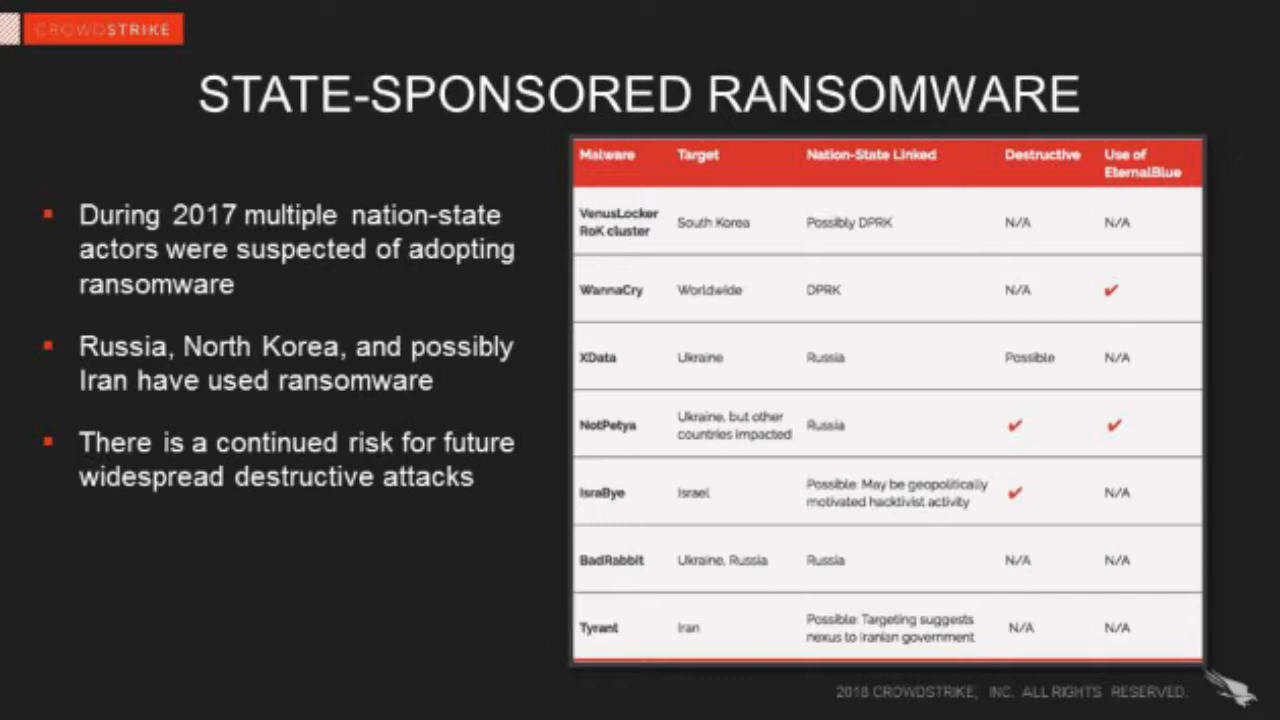 CROWDSTRIKE
STATE-SPONSORED RANSOMWARE
During 2017 multiple nation-state
actors were suspected of adopting
ransomware
Russia, North Korea, and possibly
Iran have used ransomware
There is a continued risk for future
widespread destructive attacks
Malware Target Nation-State Linked Destructive Use of
EternalBlue
VenusLocker
RoK cluster South Korea Possibly DPRK N/A N/A
WannaCry Worldwide DPRK N/A ✔
XData Ukraine Russia Possible N/A
NotPetya Ukraine, but other
countries impacted Russia ✔ ✔
IsraBye Israel Possible: May be geopolitically
motivated hacktivist activity ✔ N/A
BadRabbit Ukraine, Russia Russia N/A N/A
Tyrant Iran Possible: Targeting suggests
nexus to Iranian government N/A N/A
2018 CROWDSTRIKE, INC. ALL RIGHTS RESERVED.